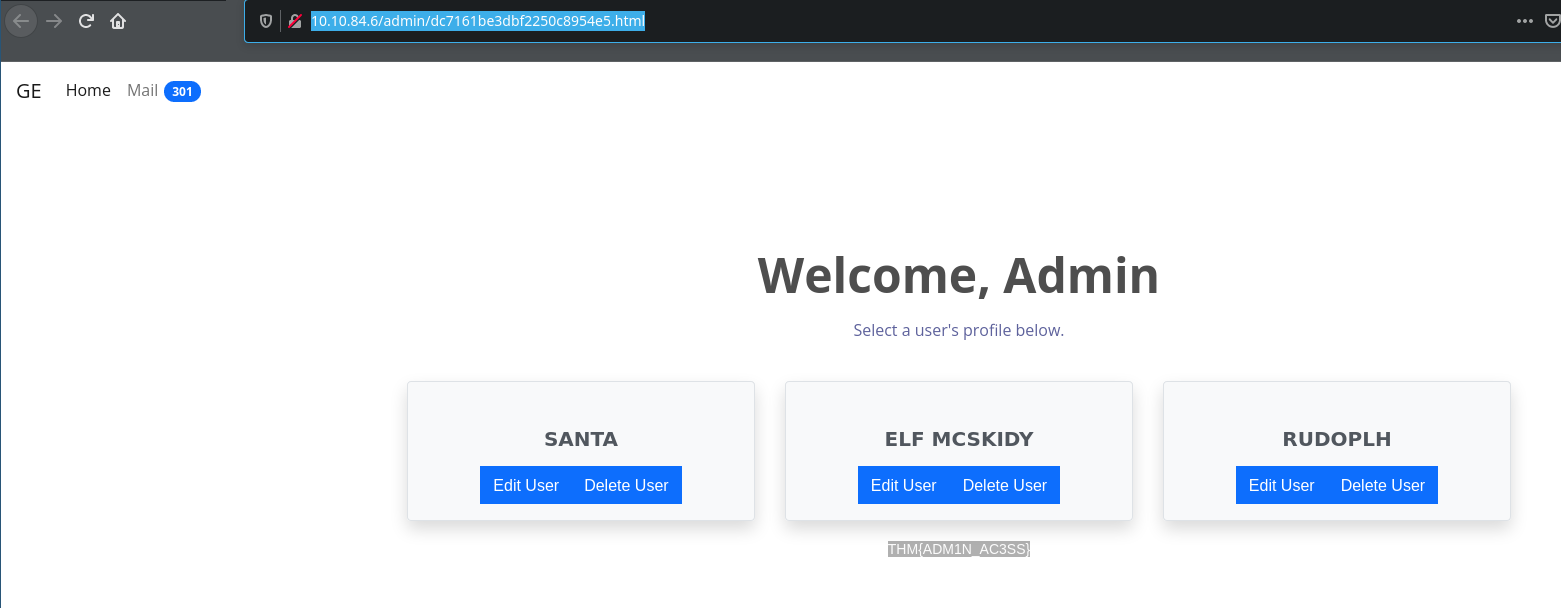 10.10.84.6/admin/dc7161be3dbf2250c8954e5.html
GE Home Mail 301
Welcome, Admin
Select a user's profile below.
SANTA ELF MCSKIDY RUDOPLH
Edit User Delete User Edit User Delete User Edit User Delete User
THM{ADM1N_AC3SS}